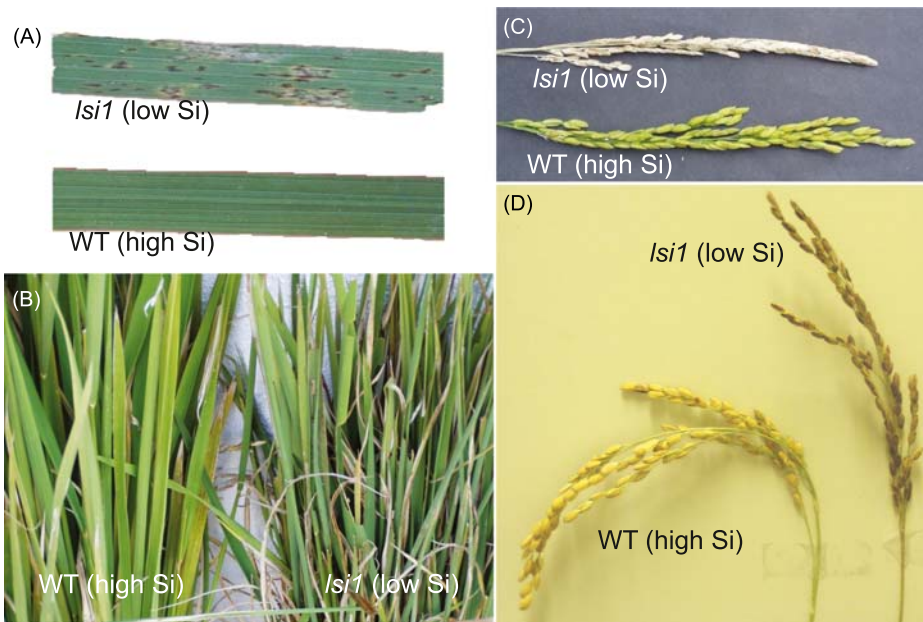 (A)
lsi1 (low Si)
WT (high Si)
(B)
WT (high Si)
lsi1 (low Si)
(C)
lsi1 (low Si)
WT (high Si)
(D)
lsi1 (low Si)
WT (high Si)